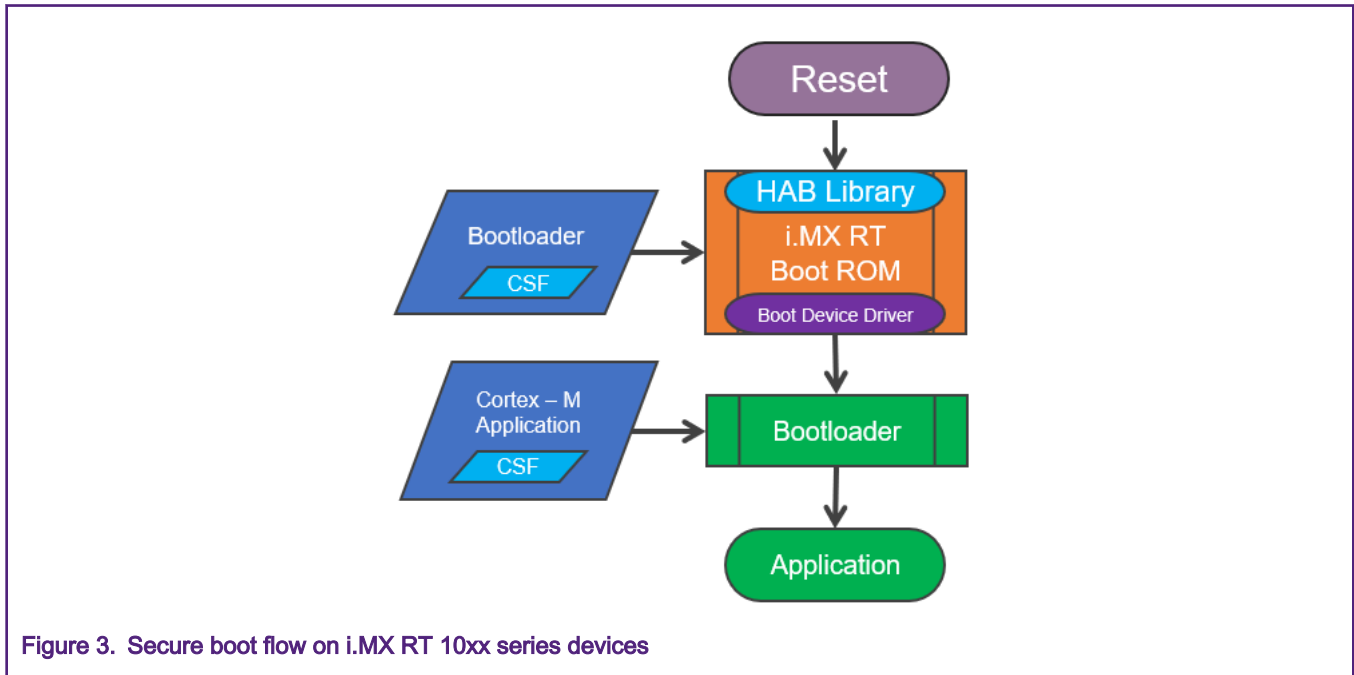 Reset
HAB Library
i.MX RT
Boot ROM
Boot Device Driver
Bootloader
CSF
Cortex – M
Application
CSF
Bootloader
Application
Figure 3. Secure boot flow on i.MX RT 10xx series devices